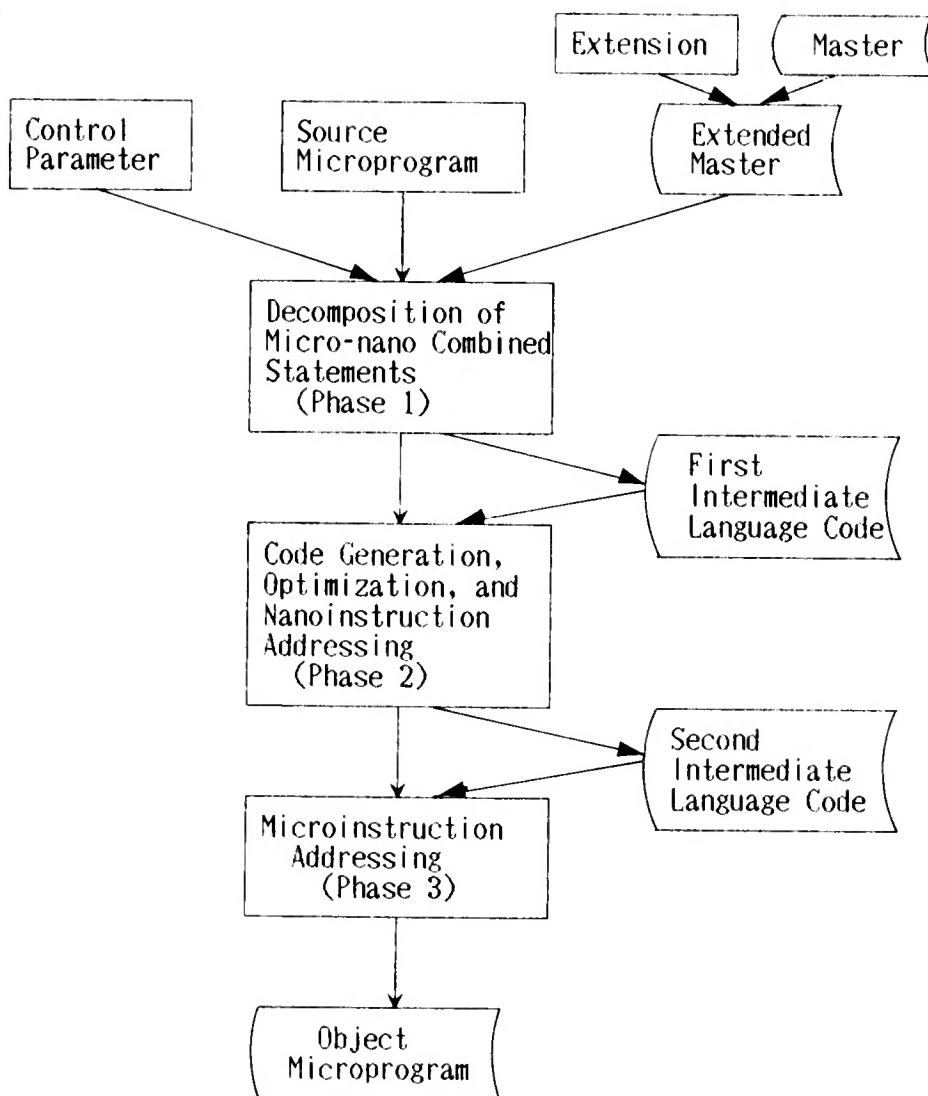 Extension
Master
Control
Parameter
Source
Microprogram
Extended
Master
Decomposition of
Micro-nano Combined
Statements
(Phase 1)
First
Intermediate
Language Code
Code Generation,
Optimization, and
Nanoinstruction
Addressing
(Phase 2)
Second
Intermediate
Language Code
Microinstruction
Addressing
(Phase 3)
Object
Microprogram